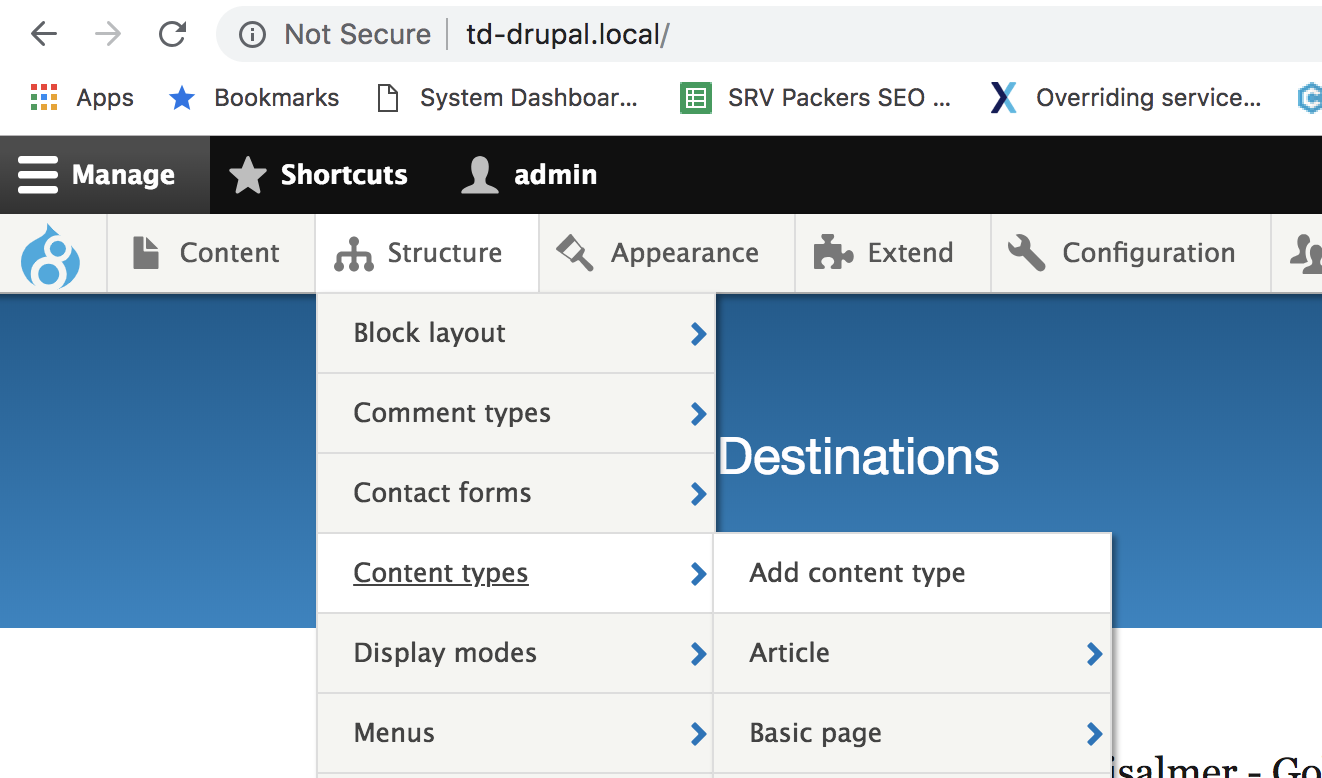 Not Secure td-drupal.local/
Apps Bookmarks System Dashboar... SRV Packers SEO ... Overriding service...
Manage Shortcuts admin
Content Structure Appearance Extend Configuration
Block layout
Comment types
Destinations
Contact forms
Content types Add content type
Display modes Article
Menus Basic page
isalmer - Go